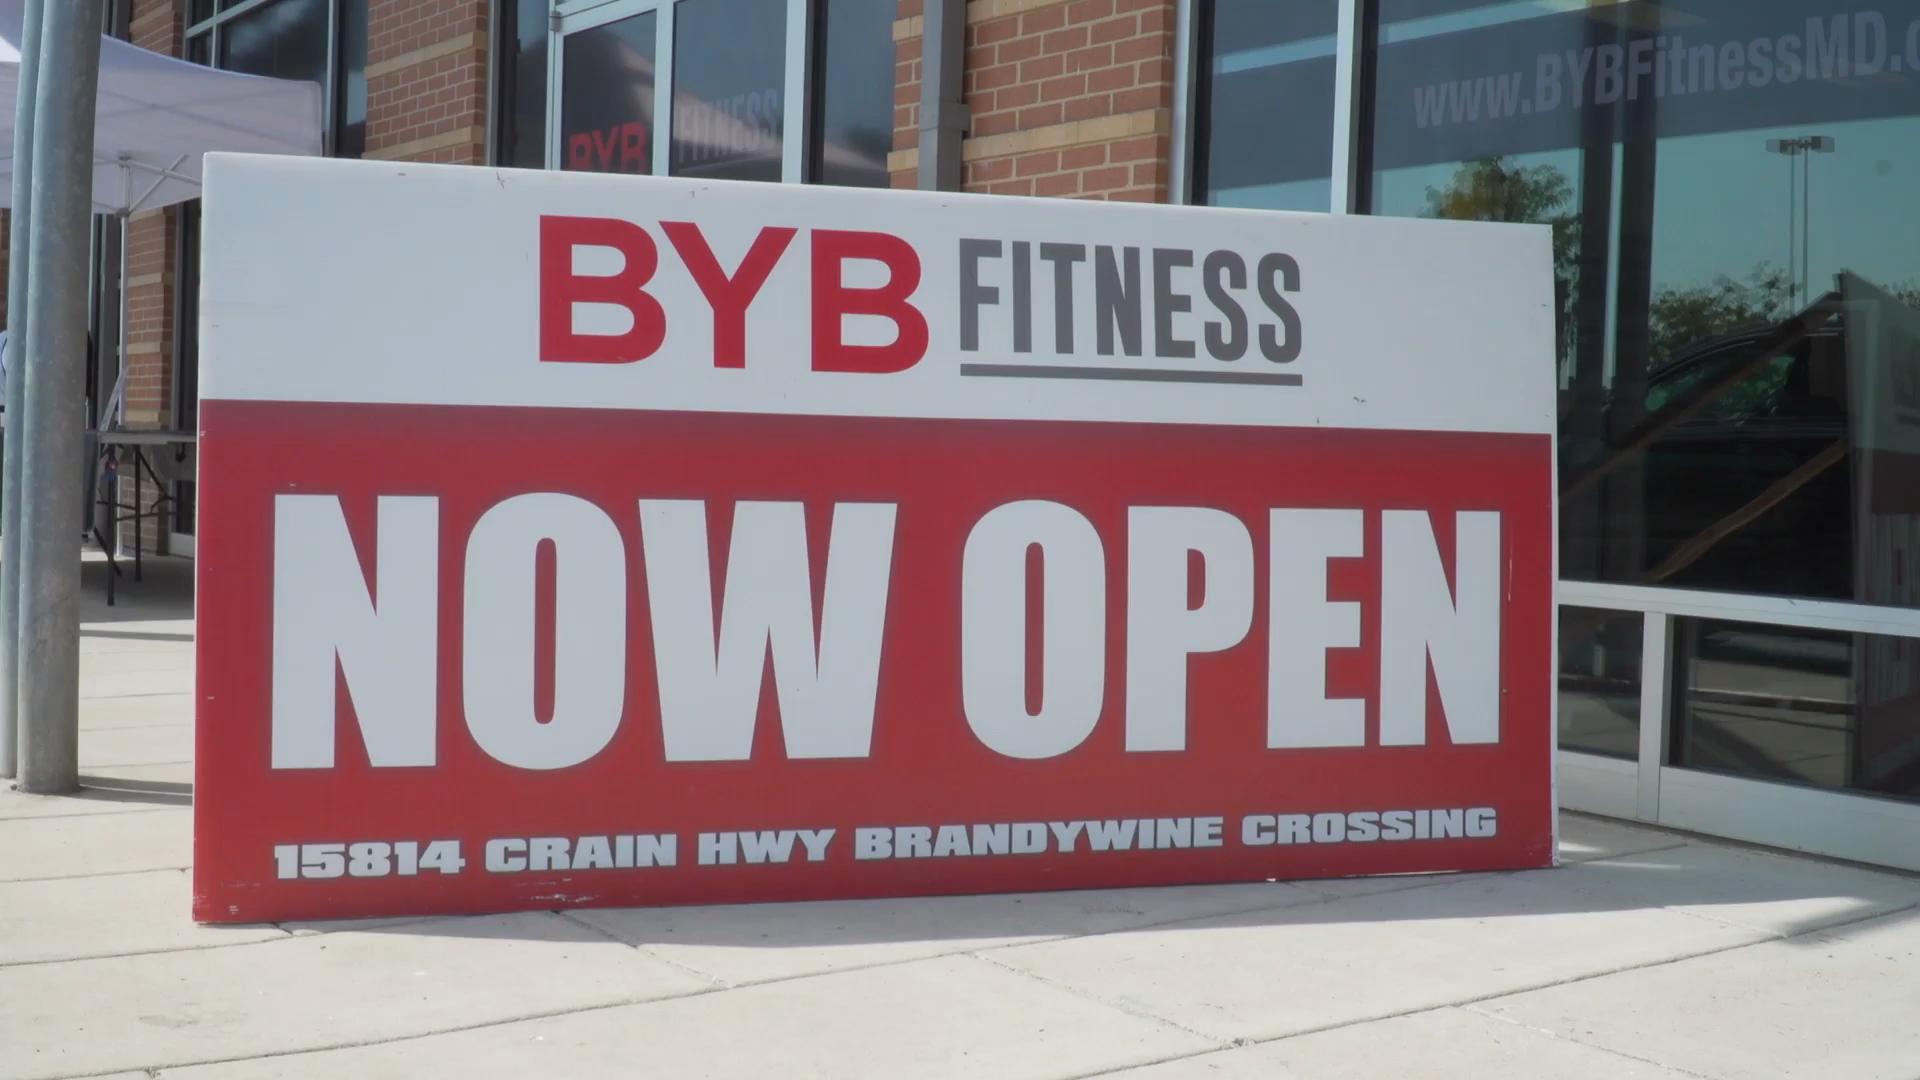 www.BYBFitnessMD.c
BYB FITNESS
BYB FITNESS
NOW OPEN
15814 CRAIN HWY BRANDYWINE CROSSING